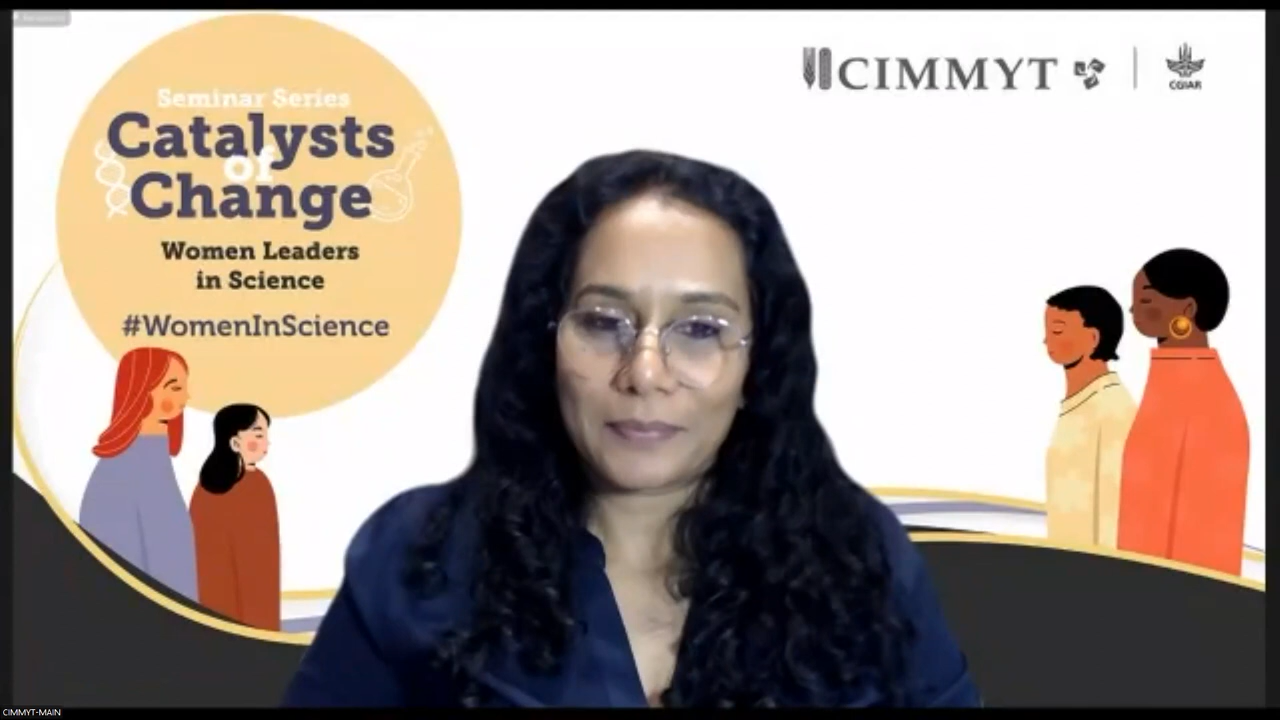 Seminar Series
Catalysts
of
Change
Women Leaders
in Science
#WomenInScience
CIMMYT
CGIAR
CIMMYT-MAIN